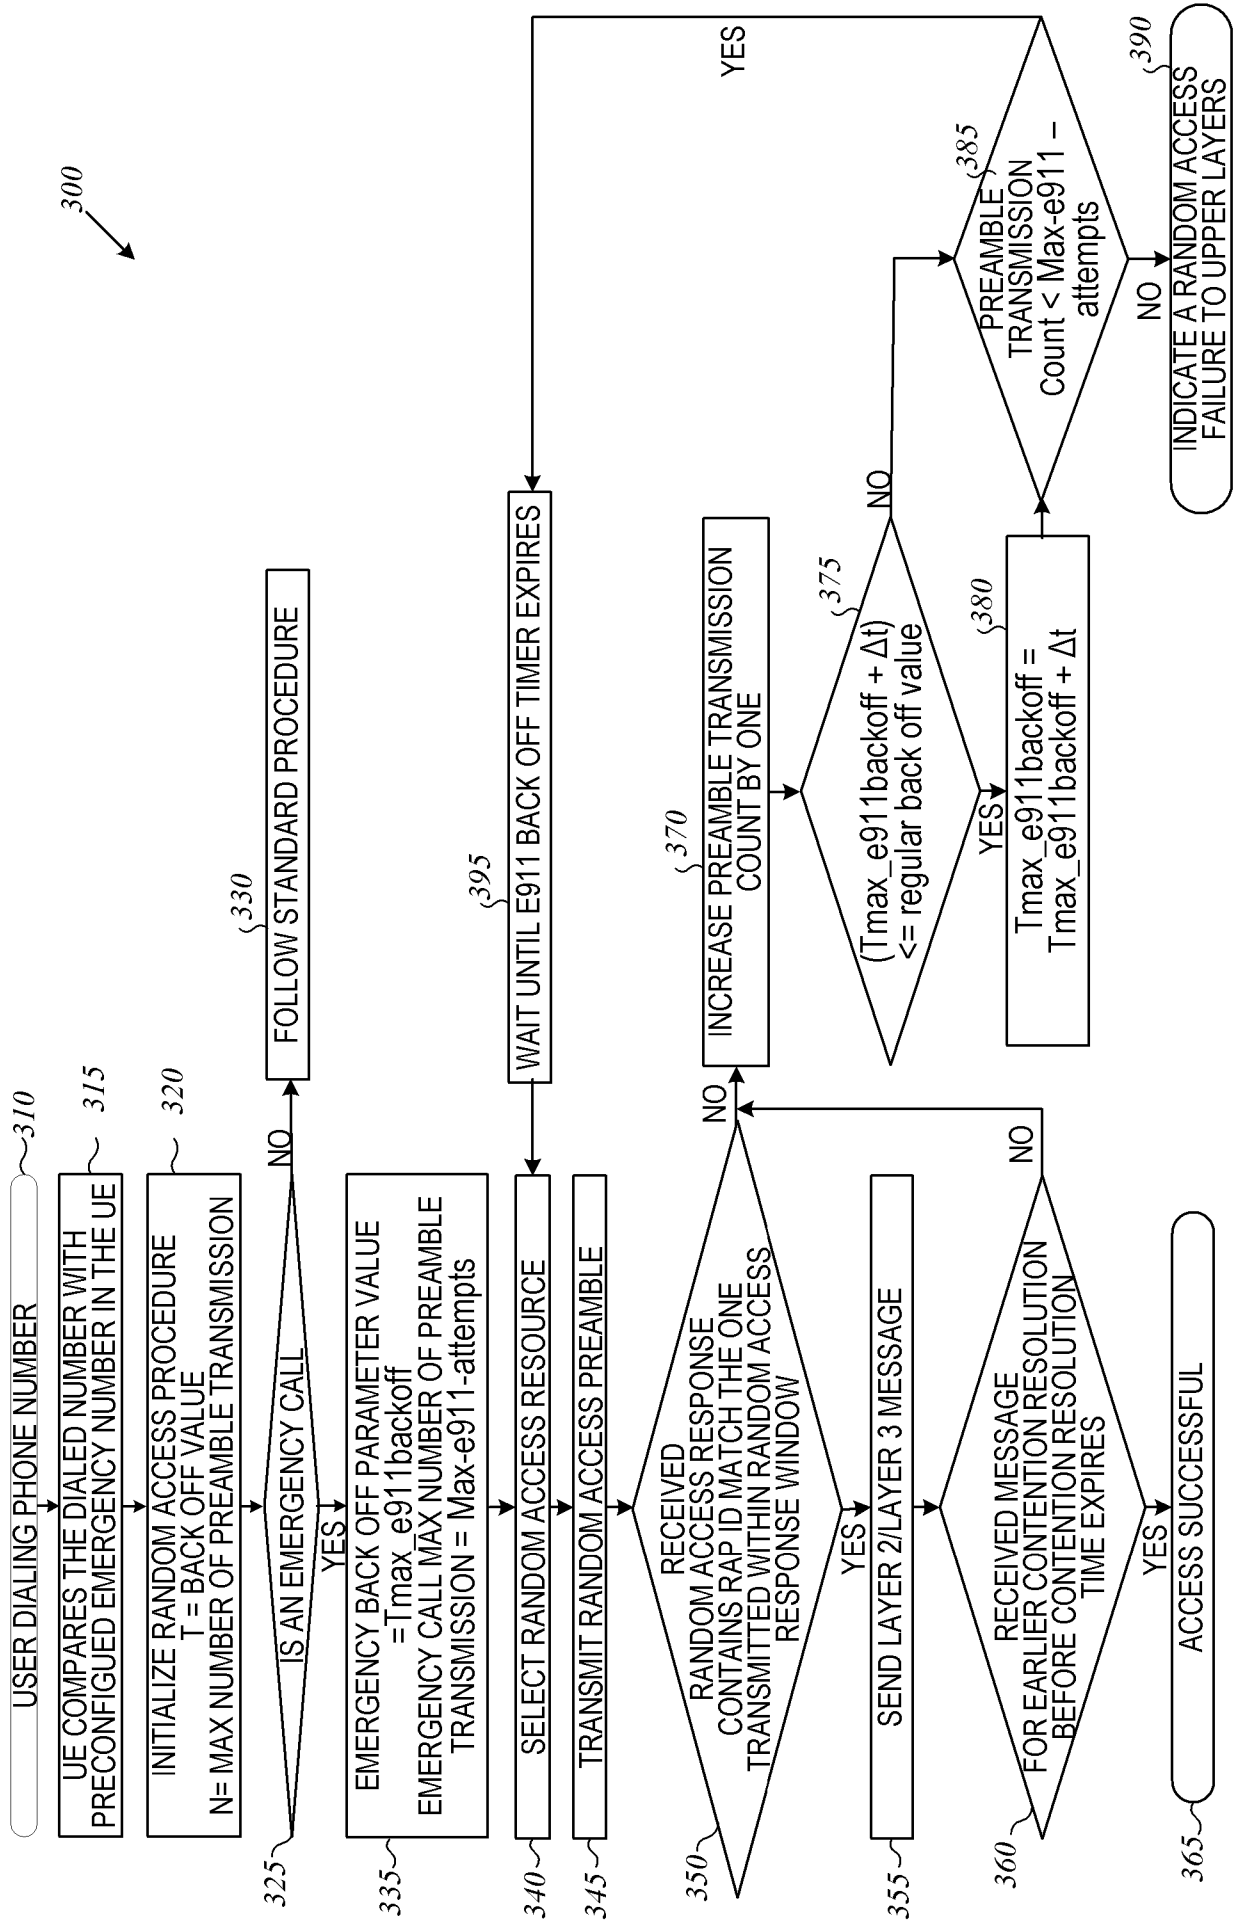 300
USER DIALING PHONE NUMBER
310
UE COMPARES THE DIALED NUMBER WITH
PRECONFIGUED EMERGENCY NUMBER IN THE UE
315
INITIALIZE RANDOM ACCESS PROCEDURE
T = BACK OFF VALUE
N= MAX NUMBER OF PREAMBLE TRANSMISSION
320
IS AN EMERGENCY CALL
325
NO
FOLLOW STANDARD PROCEDURE
330
YES
EMERGENCY BACK OFF PARAMETER VALUE
=Tmax_e911backoff
EMERGENCY CALL MAX NUMBER OF PREAMBLE
TRANSMISSION = Max-e911-attempts
335
SELECT RANDOM ACCESS RESOURCE
340
WAIT UNTIL E911 BACK OFF TIMER EXPIRES
395
TRANSMIT RANDOM ACCESS PREAMBLE
345
RECEIVED
RANDOM ACCESS RESPONSE
CONTAINS RAP ID MATCH THE ONE
TRANSMITTED WITHIN RANDOM ACCESS
RESPONSE WINDOW
350
NO
INCREASE PREAMBLE TRANSMISSION
COUNT BY ONE
370
YES
SEND LAYER 2/LAYER 3 MESSAGE
355
(Tmax_e911backoff + Δt)
<= regular back off value
375
NO
YES
RECEIVED MESSAGE
FOR EARLIER CONTENTION RESOLUTION
BEFORE CONTENTION RESOLUTION
TIME EXPIRES
360
NO
Tmax_e911backoff =
Tmax_e911backoff + Δt
380
PREAMBLE
TRANSMISSION
Count < Max-e911 –
attempts
385
YES
NO
YES
ACCESS SUCCESSFUL
365
INDICATE A RANDOM ACCESS
FAILURE TO UPPER LAYERS
390